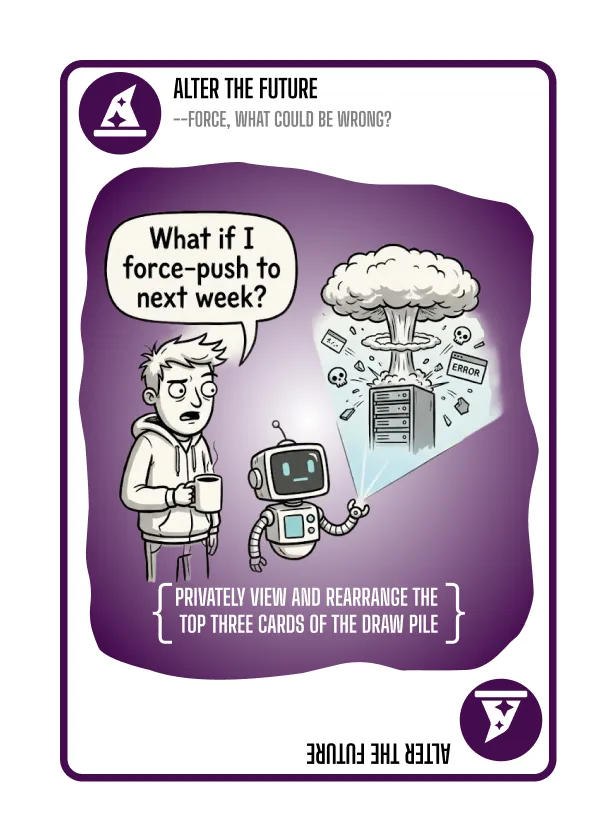 ALTER THE FUTURE
--FORCE, WHAT COULD BE WRONG?
What if I
force-push to
next week?
ERROR
PRIVATELY VIEW AND REARRANGE THE
TOP THREE CARDS OF THE DRAW PILE
ALTER THE FUTURE